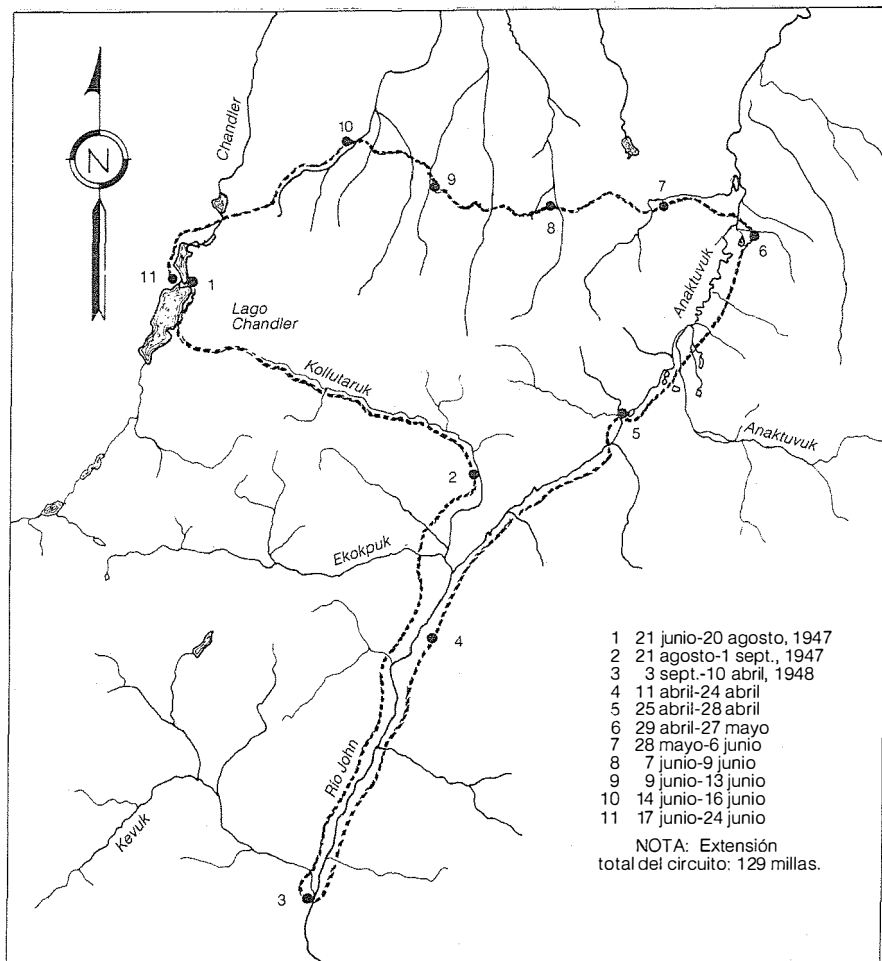 Chandler
N
10
9
8
7
6
11
1
Lago
Chandler
Anaktuvuk
Kollutaruk
5
Anaktuvuk
2
Ekokpuk
4
Río John
Kevuk
3
1 21 junio-20 agosto, 1947
2 21 agosto-1 sept., 1947
3 3 sept.-10 abril, 1948
4 11 abril-24 abril
5 25 abril-28 abril
6 29 abril-27 mayo
7 28 mayo-6 junio
8 7 junio-9 junio
9 9 junio-13 junio
10 14 junio-16 junio
11 17 junio-24 junio
NOTA: Extensión
total del circuito: 129 millas.